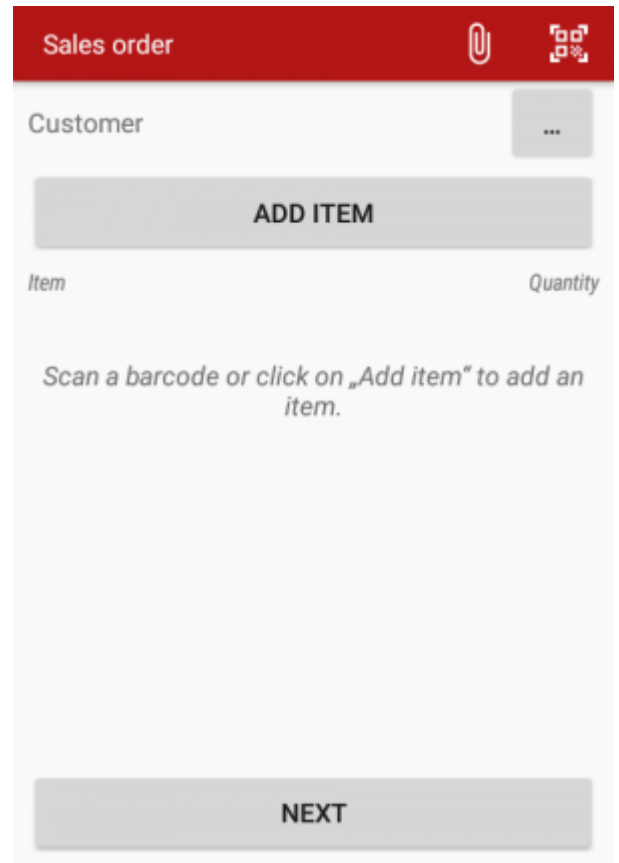 Sales order
Customer
...
ADD ITEM
Item Quantity
Scan a barcode or click on „Add item“ to add an
item.
NEXT